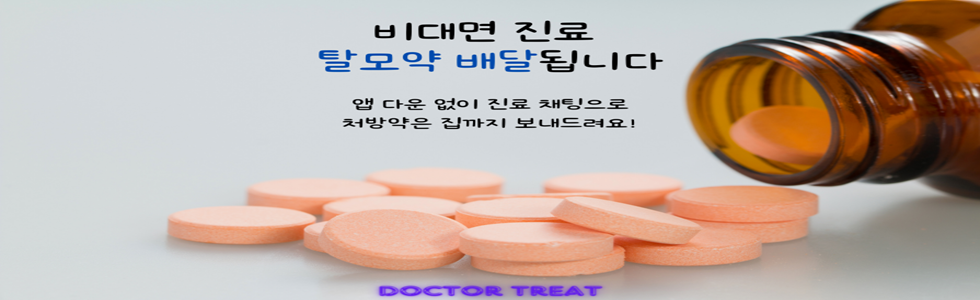 비대면 진료
탈모약 배달됩니다
앱 다운 없이 진료 채팅으로
처방약은 집까지 보내드려요!
DOCTOR TREAT